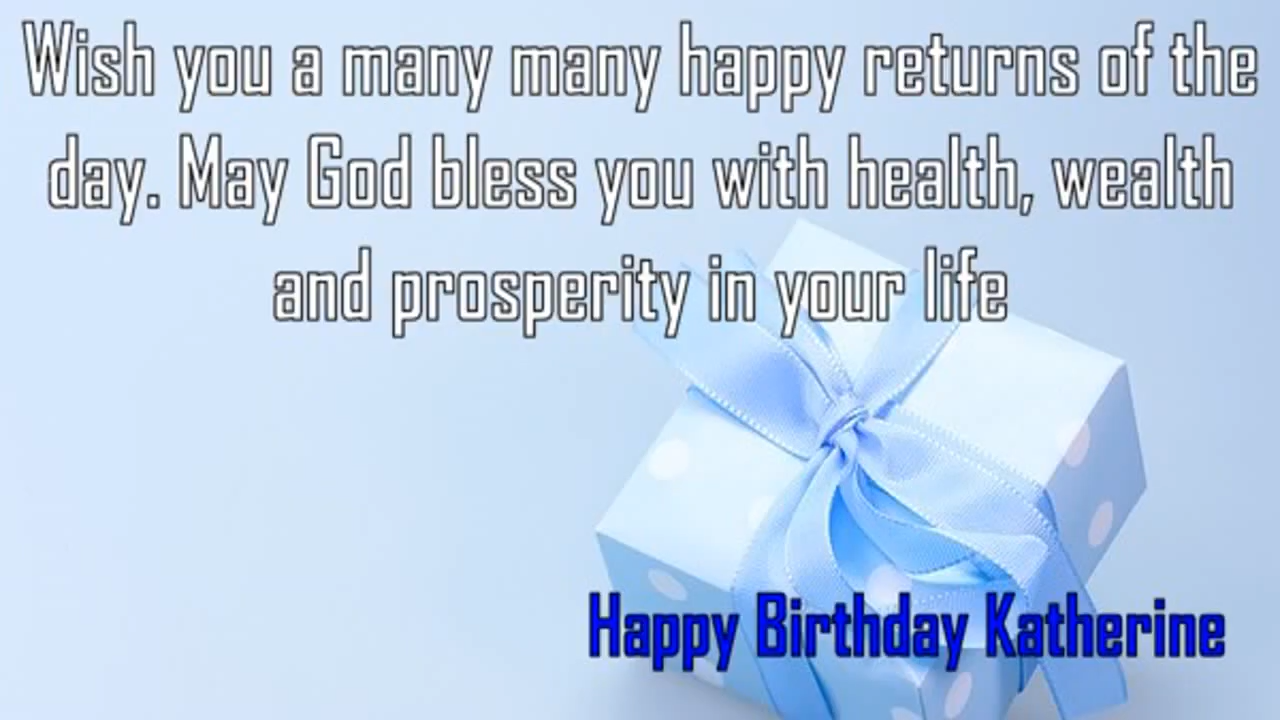 Wish you a many many happy returns of the
day. May God bless you with health, wealth
and prosperity in your life
Happy Birthday Katherine